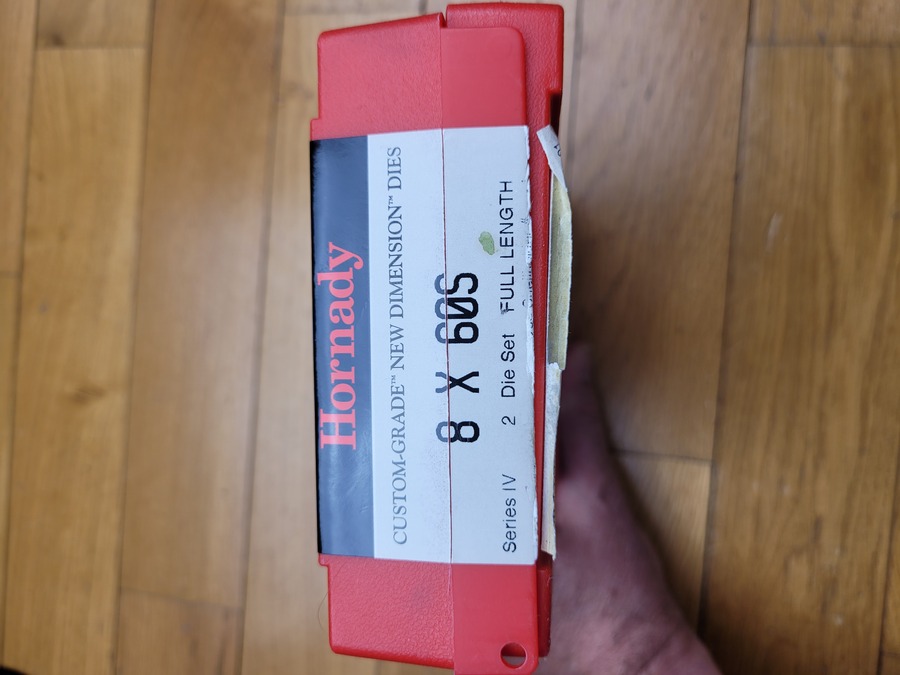 Hornady
CUSTOM-GRADE™ NEW DIMENSION™ DIES
8 X 60S
Series IV 2 Die Set FULL LENGTH